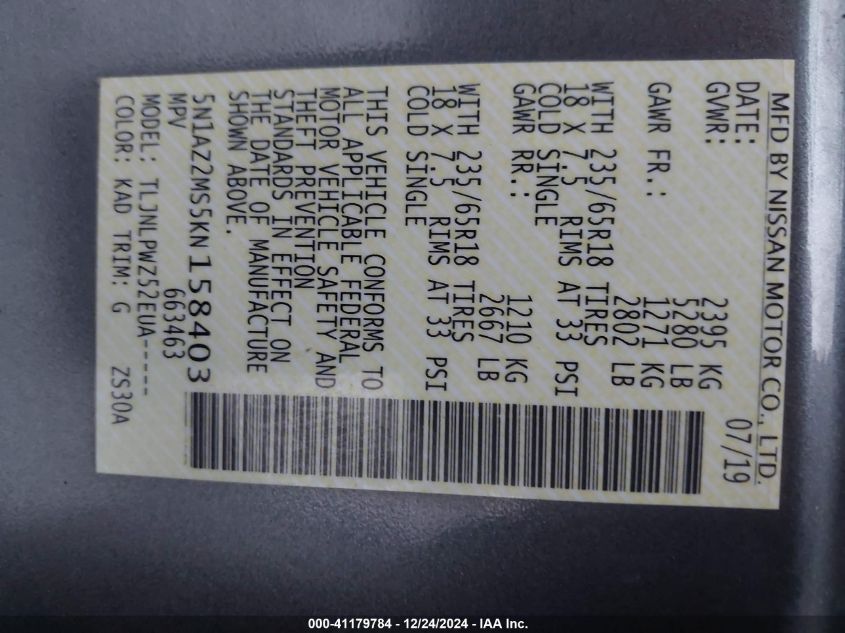 MFD BY NISSAN MOTOR CO., LTD.
DATE: 07/19
GVWR: 2395 KG
5280 LB
GAWR FR.: 1271 KG
2802 LB
WITH 235/65R18 TIRES
18 X 7.5 RIMS AT 33 PSI
COLD SINGLE
GAWR RR.: 1210 KG
2667 LB
WITH 235/65R18 TIRES
18 X 7.5 RIMS AT 33 PSI
COLD SINGLE
THIS VEHICLE CONFORMS TO
ALL APPLICABLE FEDERAL
MOTOR VEHICLE SAFETY AND
THEFT PREVENTION
STANDARDS IN EFFECT ON
THE DATE OF MANUFACTURE
SHOWN ABOVE.
5N1AZ2MS5KN158403
MPV 663463
MODEL: TLJNLPWZ52EUA-----
COLOR: KAD TRIM: G ZS30A
000-41179784 - 12/24/2024 - IAA Inc.